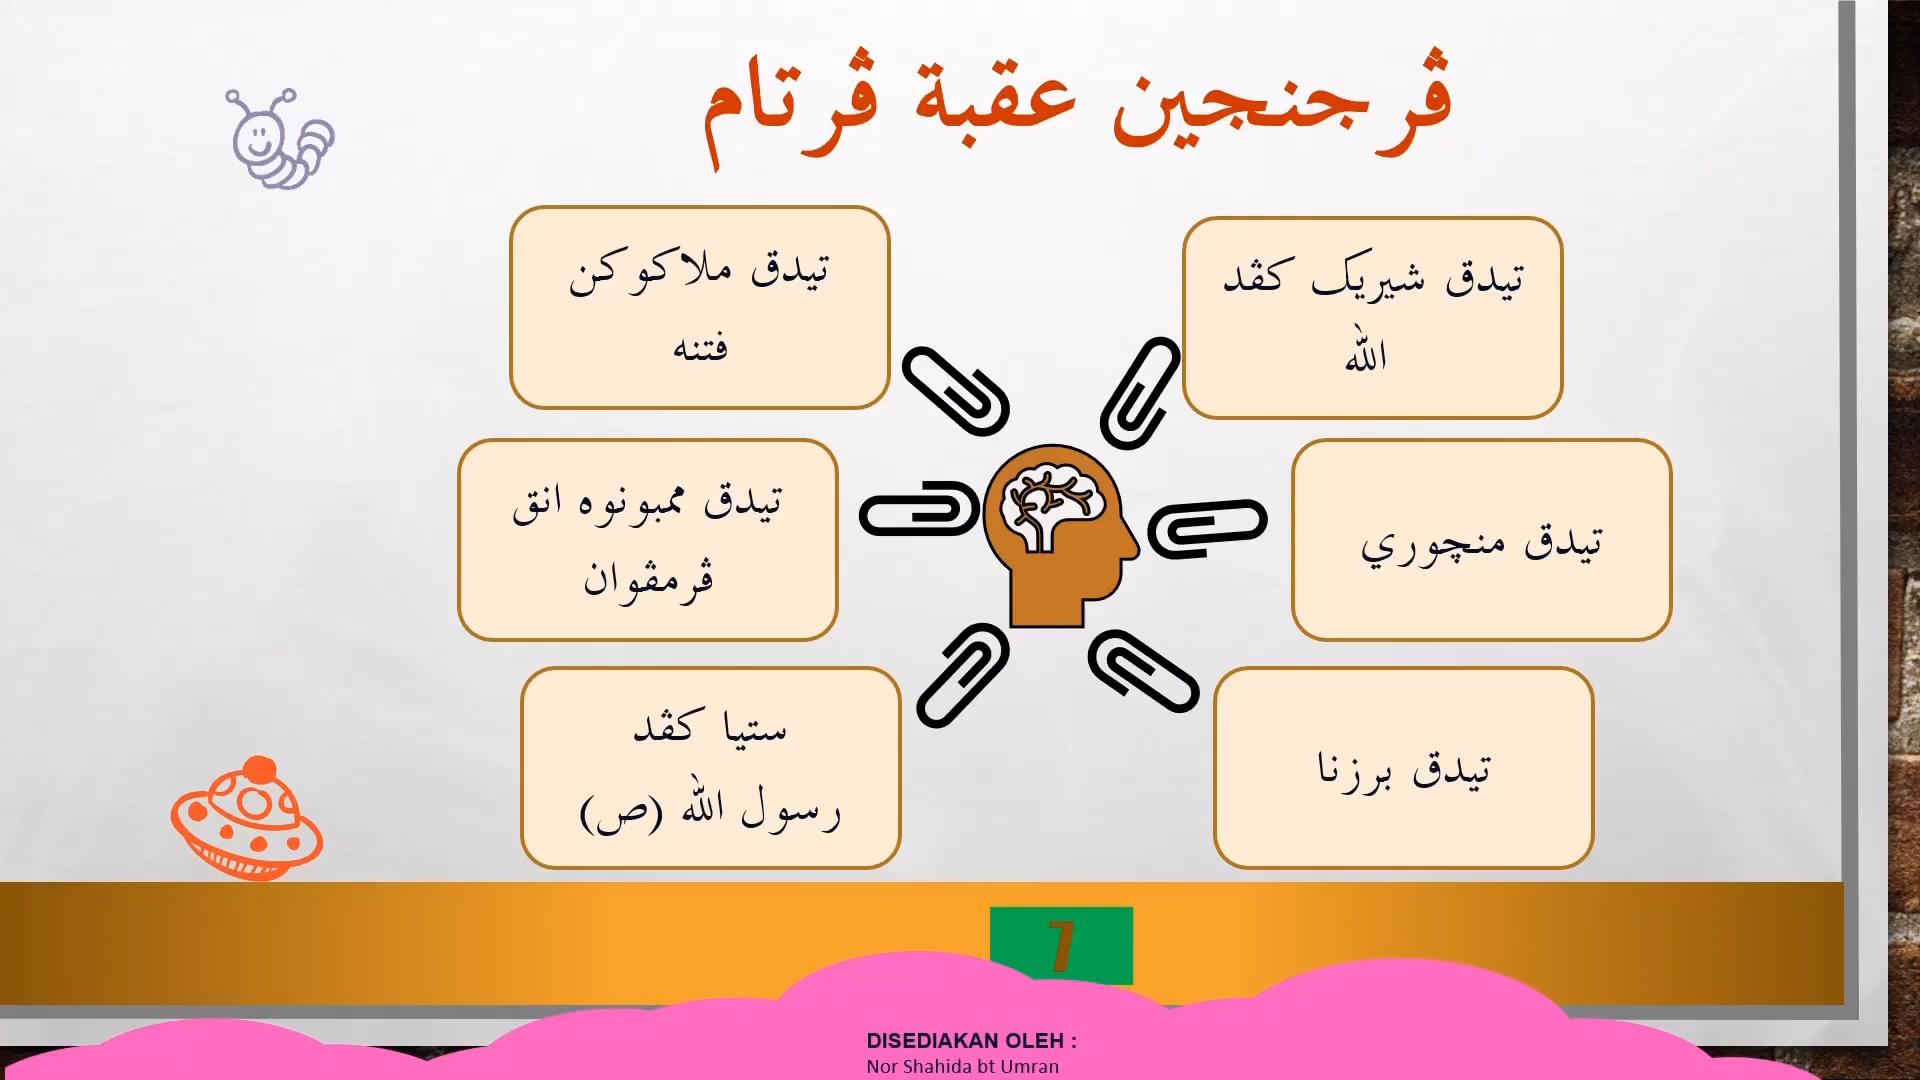 ڤرجنجين عقبة ڤرتام
تيدق شيريک کڤد
الله
تيدق ملاکوکن
فتنه
تيدق منچوري
تيدق ممبونوه انق
ڤرمڤوان
تيدق برزنا
ستيا کڤد
رسول الله (ص)
7
DISEDIAKAN OLEH :
Nor Shahida bt Umran